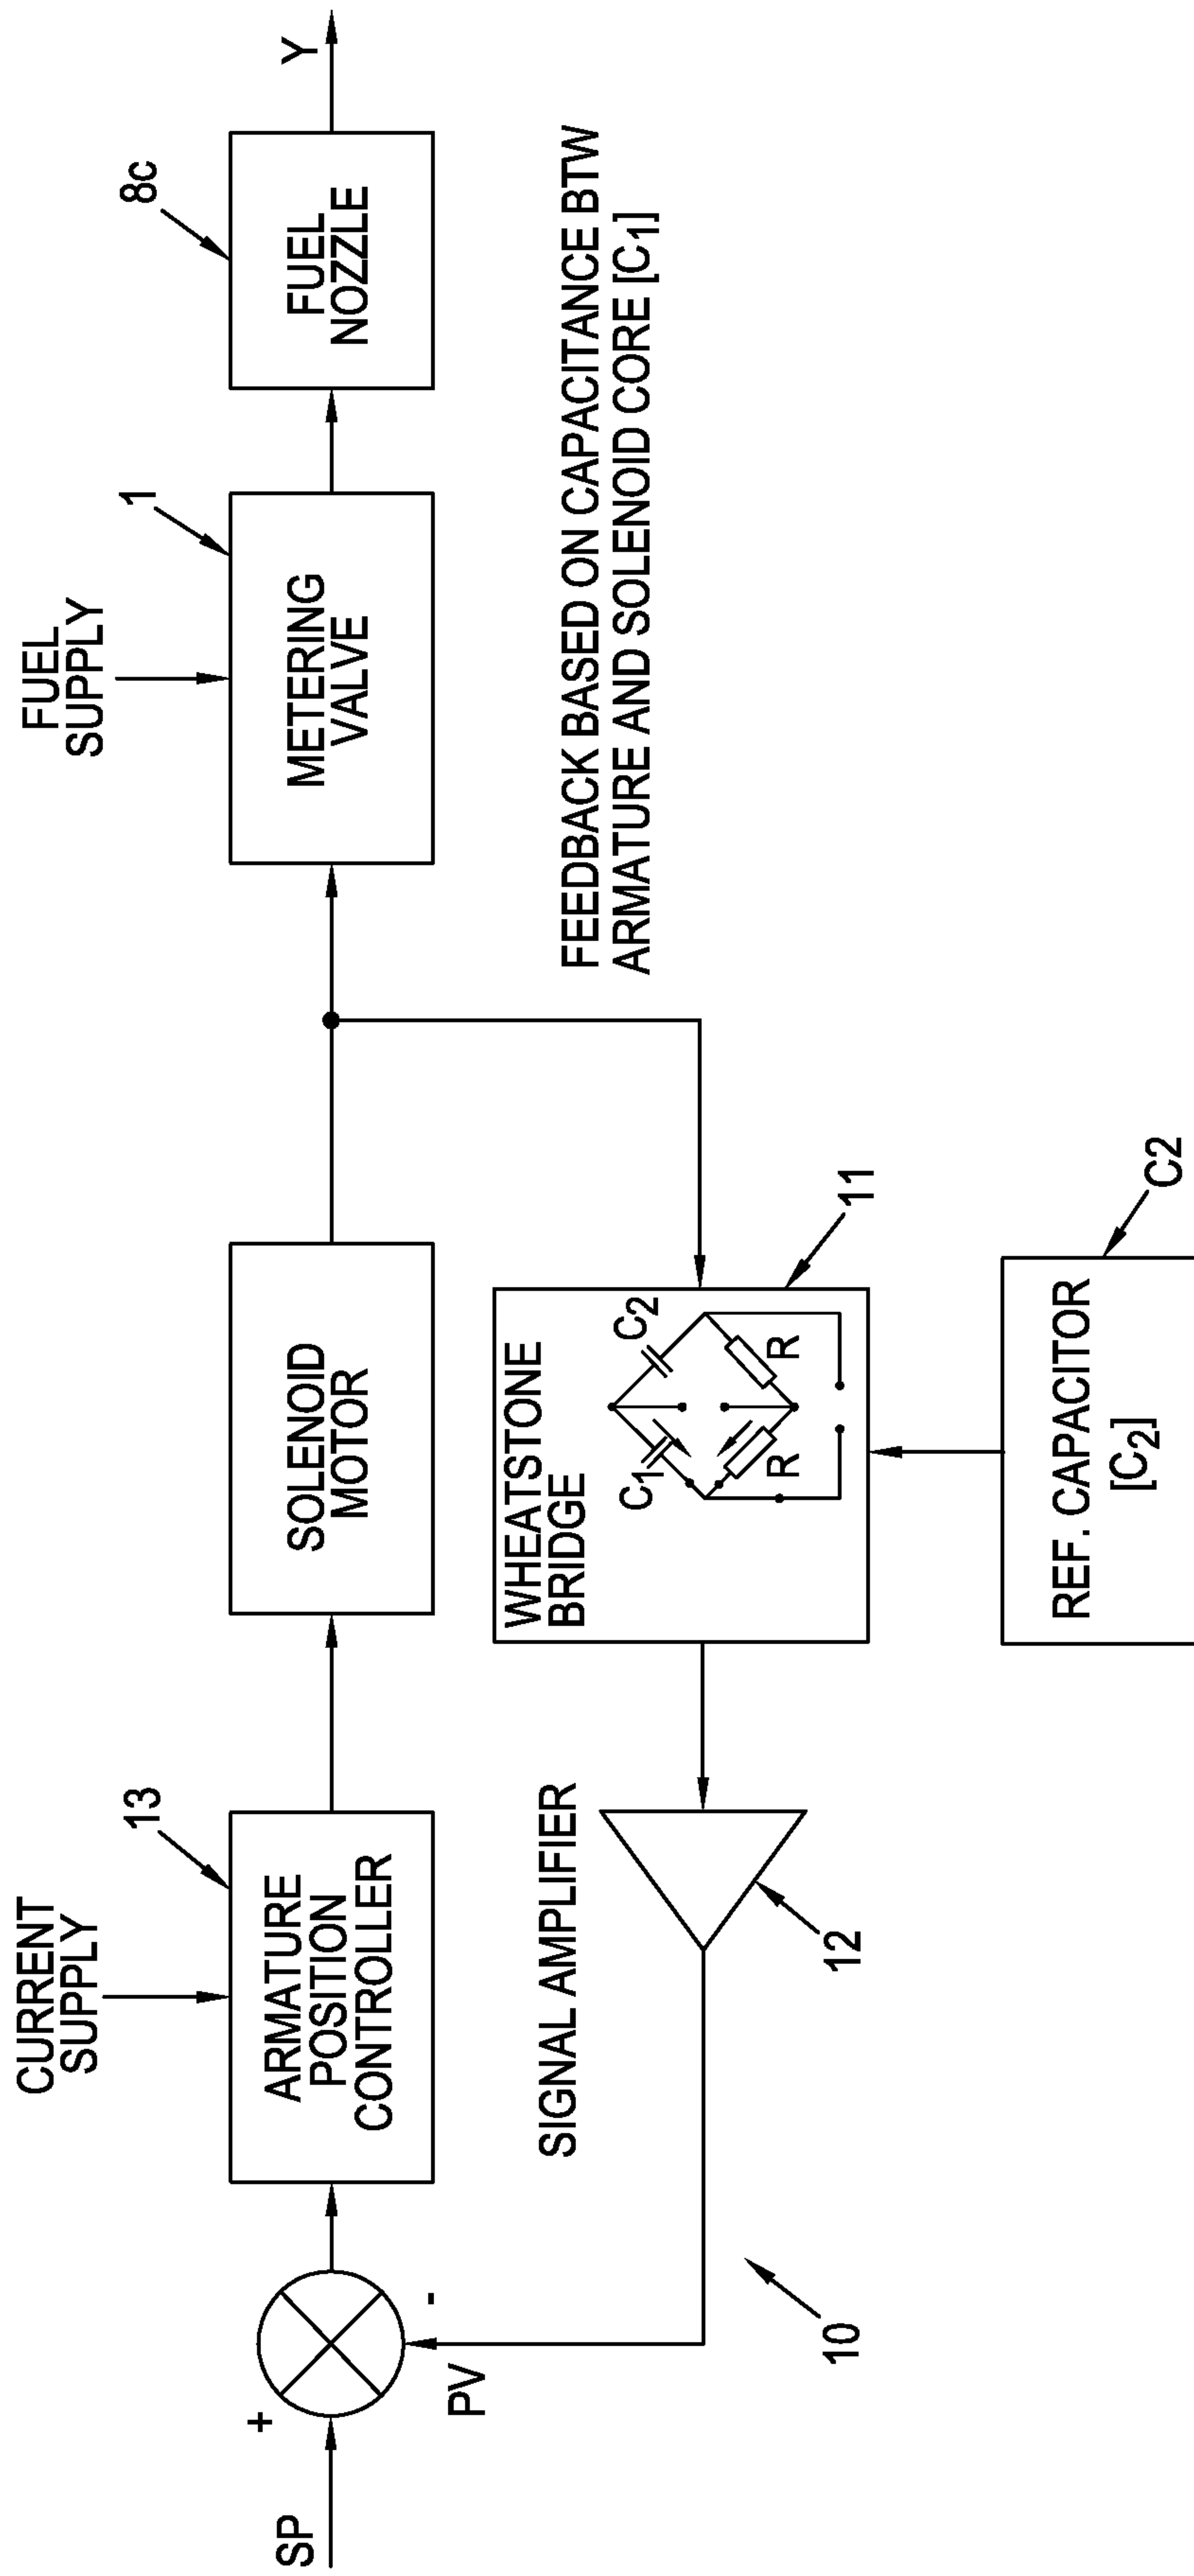 CURRENT
SUPPLY
FUEL
SUPPLY
13
1
8c
SP
+
-
PV
ARMATURE
POSITION
CONTROLLER
SOLENOID
MOTOR
METERING
VALVE
FUEL
NOZZLE
Y
SIGNAL AMPLIFIER
12
10
WHEATSTONE
BRIDGE
C1
C2
R
R
11
FEEDBACK BASED ON CAPACITANCE BTW
ARMATURE AND SOLENOID CORE [C1]
REF. CAPACITOR
[C2]
C2